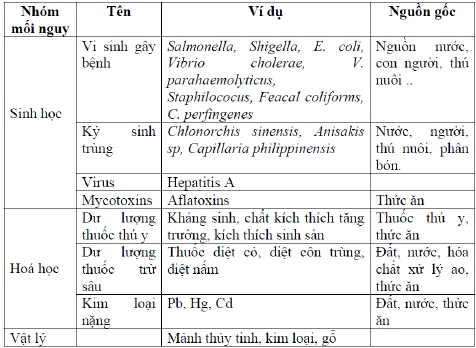 Nhóm mối nguy Tên Ví dụ Nguồn gốc
Sinh học
Vi sinh gây bệnh
Salmonella, Shigella, E. coli,
Vibrio cholerae, V.
parahaemolyticus,
Staphilococus, Feacal coliforms,
C. perfingenes
Nguồn nước,
con người, thú
nuôi ..
Ký sinh trùng
Chlonorchis sinensis, Anisakis
sp, Capillaria philippinensis
Nước, người,
thú nuôi, phân
bón.
Virus Hepatitis A
Mycotoxins Aflatoxins Thức ăn
Hoá học
Dư lượng
thuốc thú y
Kháng sinh, chất kích thích tăng
trưởng, kích thích sinh sản
Thuốc thú y,
thức ăn
Dư lượng
thuốc trừ
sâu
Thuốc diệt cỏ, diệt côn trùng,
diệt nấm
Đất, nước, hóa
chất xử lý ao,
thức ăn
Kim loại
nặng
Pb, Hg, Cd
Đất, nước, thức
ăn
Vật lý Mảnh thủy tinh, kim loại, gỗ